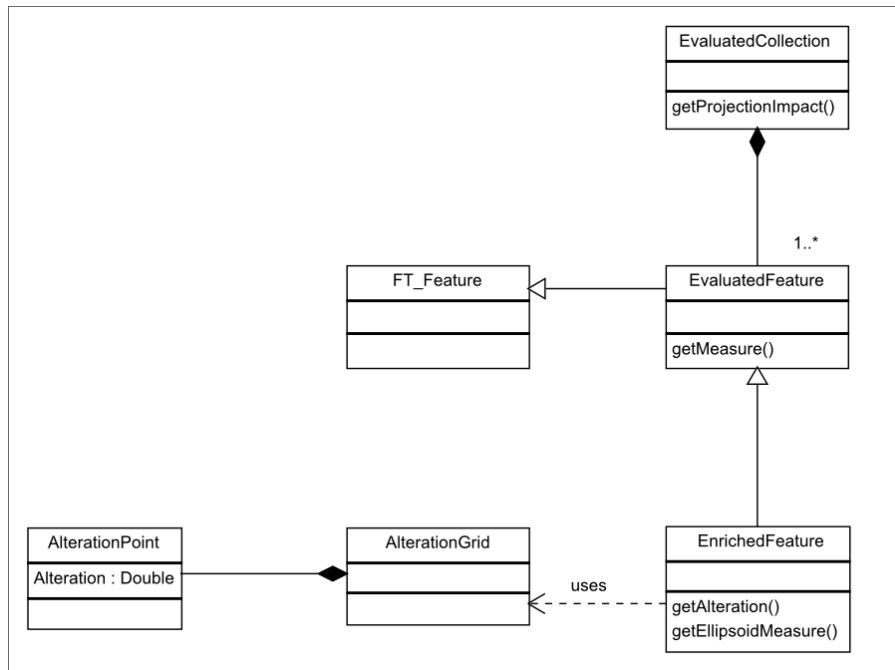 EvaluatedCollection
getProjectionImpact()
1..*
FT_Feature
EvaluatedFeature
getMeasure()
AlterationPoint
Alteration : Double
AlterationGrid
uses
EnrichedFeature
getAlteration()
getEllipsoidMeasure()